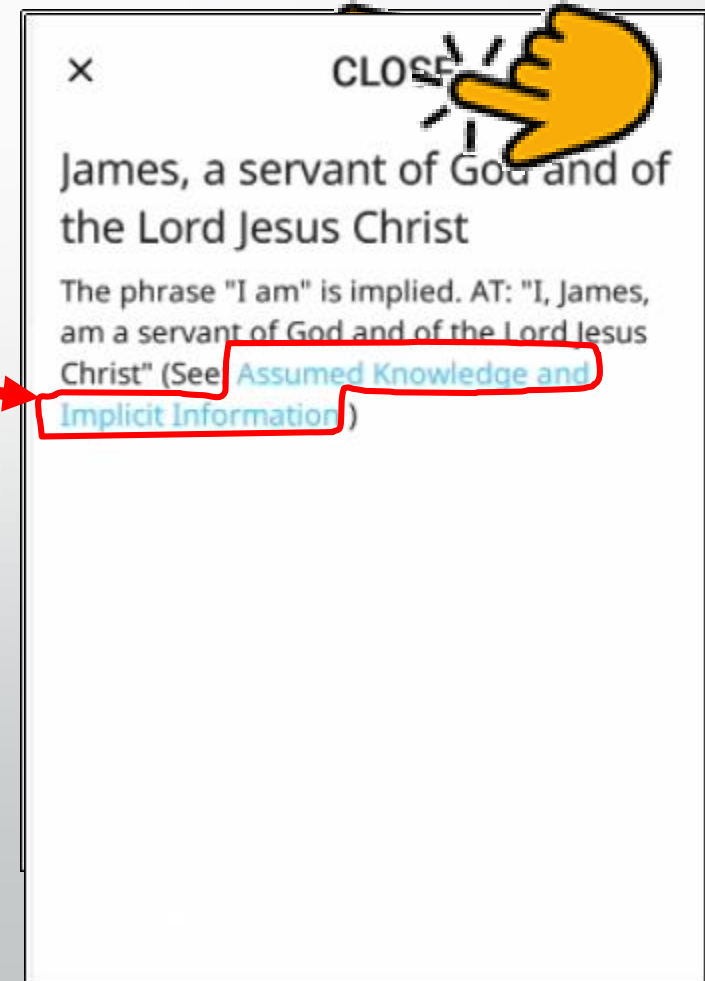 × CLOSE
James, a servant of God and of
the Lord Jesus Christ
The phrase "I am" is implied. AT: "I, James,
am a servant of God and of the Lord Jesus
Christ" (See Assumed Knowledge and
Implicit Information )